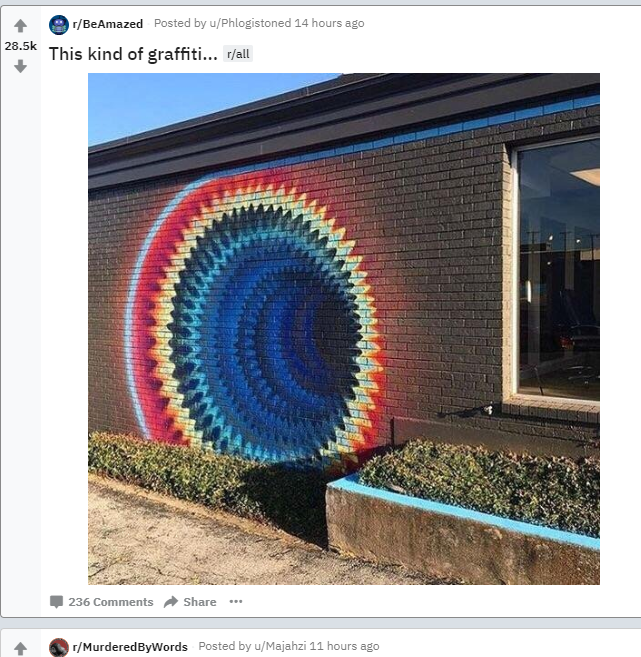 r/BeAmazed · Posted by u/Phlogistoned 14 hours ago
28.5k
This kind of graffiti... r/all
236 Comments Share ...
r/MurderedByWords · Posted by u/Majahzi 11 hours ago